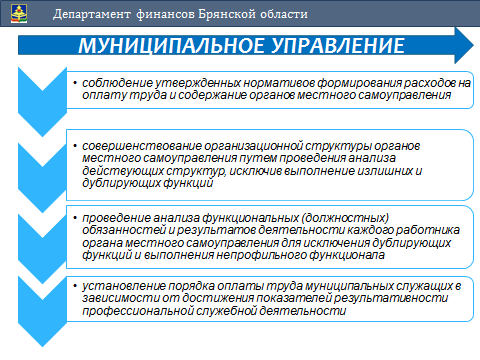 Департамент финансов Брянской области
МУНИЦИПАЛЬНОЕ УПРАВЛЕНИЕ
• соблюдение утвержденных нормативов формирования расходов на
оплату труда и содержание органов местного самоуправления
• совершенствование организационной структуры органов
местного самоуправления путем проведения анализа
действующих структур, исключив выполнение излишних и
дублирующих функций
• проведение анализа функциональных (должностных)
обязанностей и результатов деятельности каждого работника
органа местного самоуправления для исключения дублирующих
функций и выполнения непрофильного функционала
• установление порядка оплаты труда муниципальных служащих в
зависимости от достижения показателей результативности
профессиональной служебной деятельности